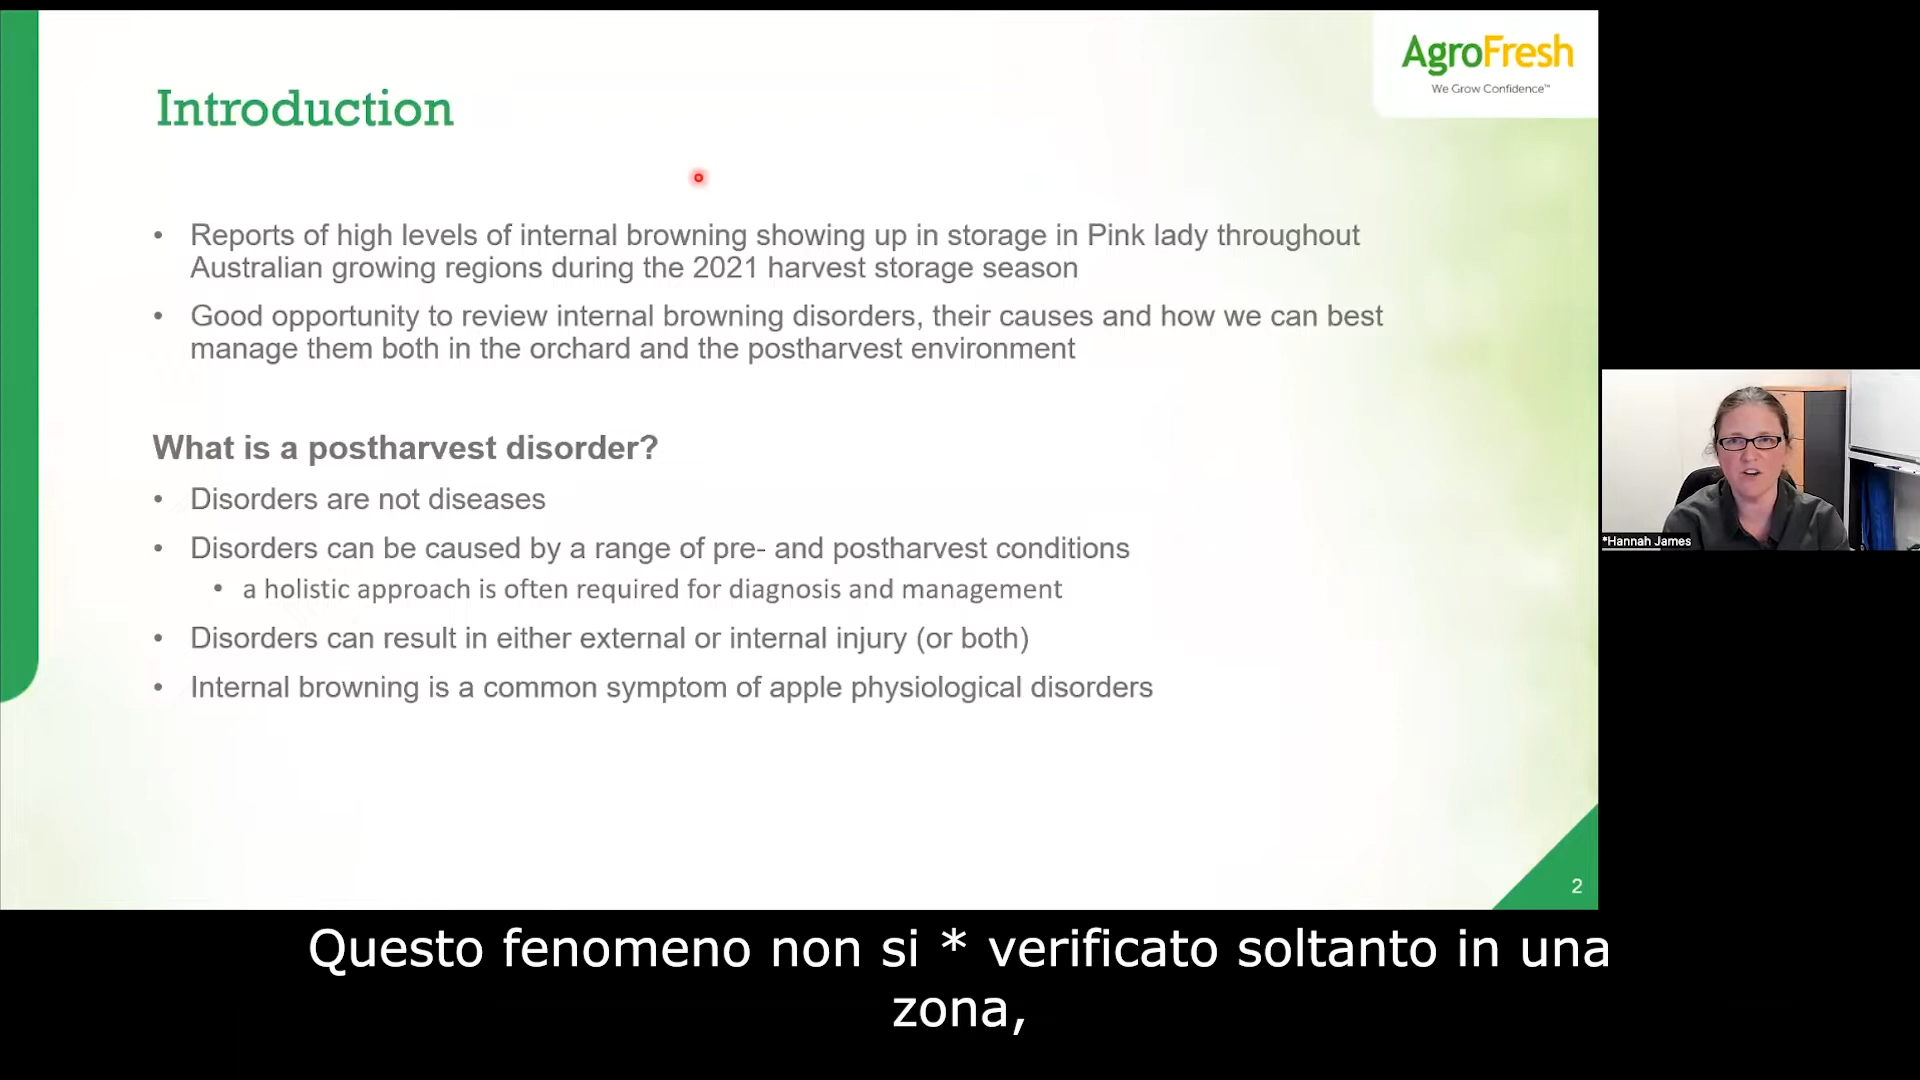 AgroFresh
We Grow Confidence™
Introduction
• Reports of high levels of internal browning showing up in storage in Pink lady throughout
Australian growing regions during the 2021 harvest storage season
• Good opportunity to review internal browning disorders, their causes and how we can best
manage them both in the orchard and the postharvest environment
What is a postharvest disorder?
• Disorders are not diseases
• Disorders can be caused by a range of pre- and postharvest conditions
• a holistic approach is often required for diagnosis and management
• Disorders can result in either external or internal injury (or both)
• Internal browning is a common symptom of apple physiological disorders
*Hannah James
2
Questo fenomeno non si * verificato soltanto in una
zona,